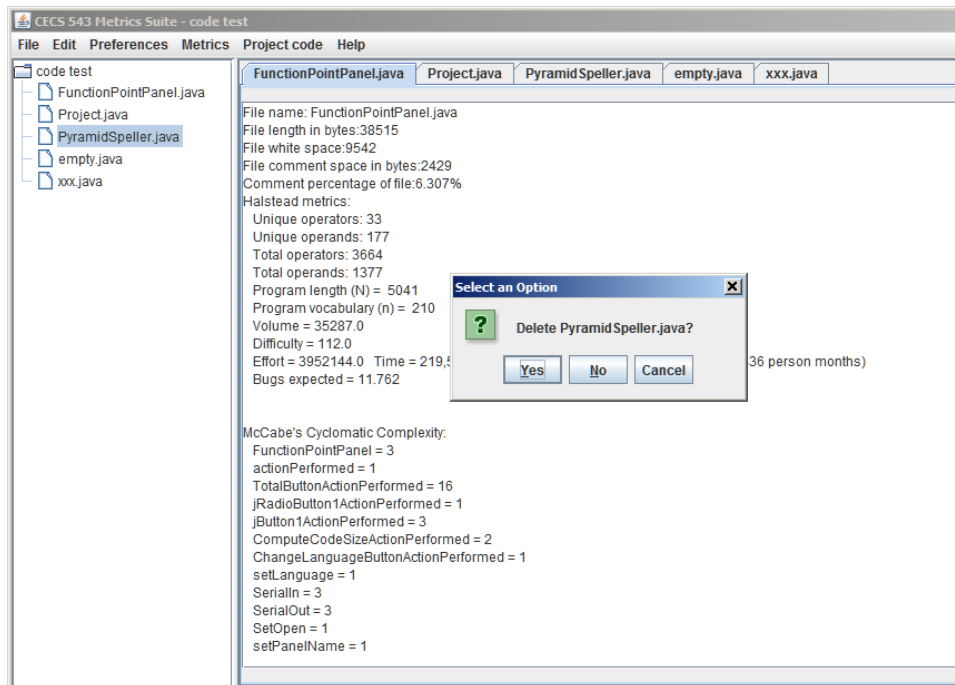 CECS 543 Metrics Suite - code test
File Edit Preferences Metrics Project code Help
code test
FunctionPointPanel.java
Project.java
PyramidSpeller.java
empty.java
xxx.java
FunctionPointPanel.java Project.java PyramidSpeller.java empty.java xxx.java
File name: FunctionPointPanel.java
File length in bytes:38515
File white space:9542
File comment space in bytes:2429
Comment percentage of file:6.307%
Halstead metrics:
Unique operators: 33
Unique operands: 177
Total operators: 3664
Total operands: 1377
Program length (N) = 5041
Program vocabulary (n) = 210
Volume = 35287.0
Difficulty = 112.0
Effort = 3952144.0 Time = 219,5 36 person months)
Bugs expected = 11.762
McCabe's Cyclomatic Complexity:
FunctionPointPanel = 3
actionPerformed = 1
TotalButtonActionPerformed = 16
jRadioButton1ActionPerformed = 1
jButton1ActionPerformed = 3
ComputeCodeSizeActionPerformed = 2
ChangeLanguageButtonActionPerformed = 1
setLanguage = 1
SerialIn = 3
SerialOut = 3
SetOpen = 1
setPanelName = 1
Select an Option
Delete PyramidSpeller.java?
Yes No Cancel